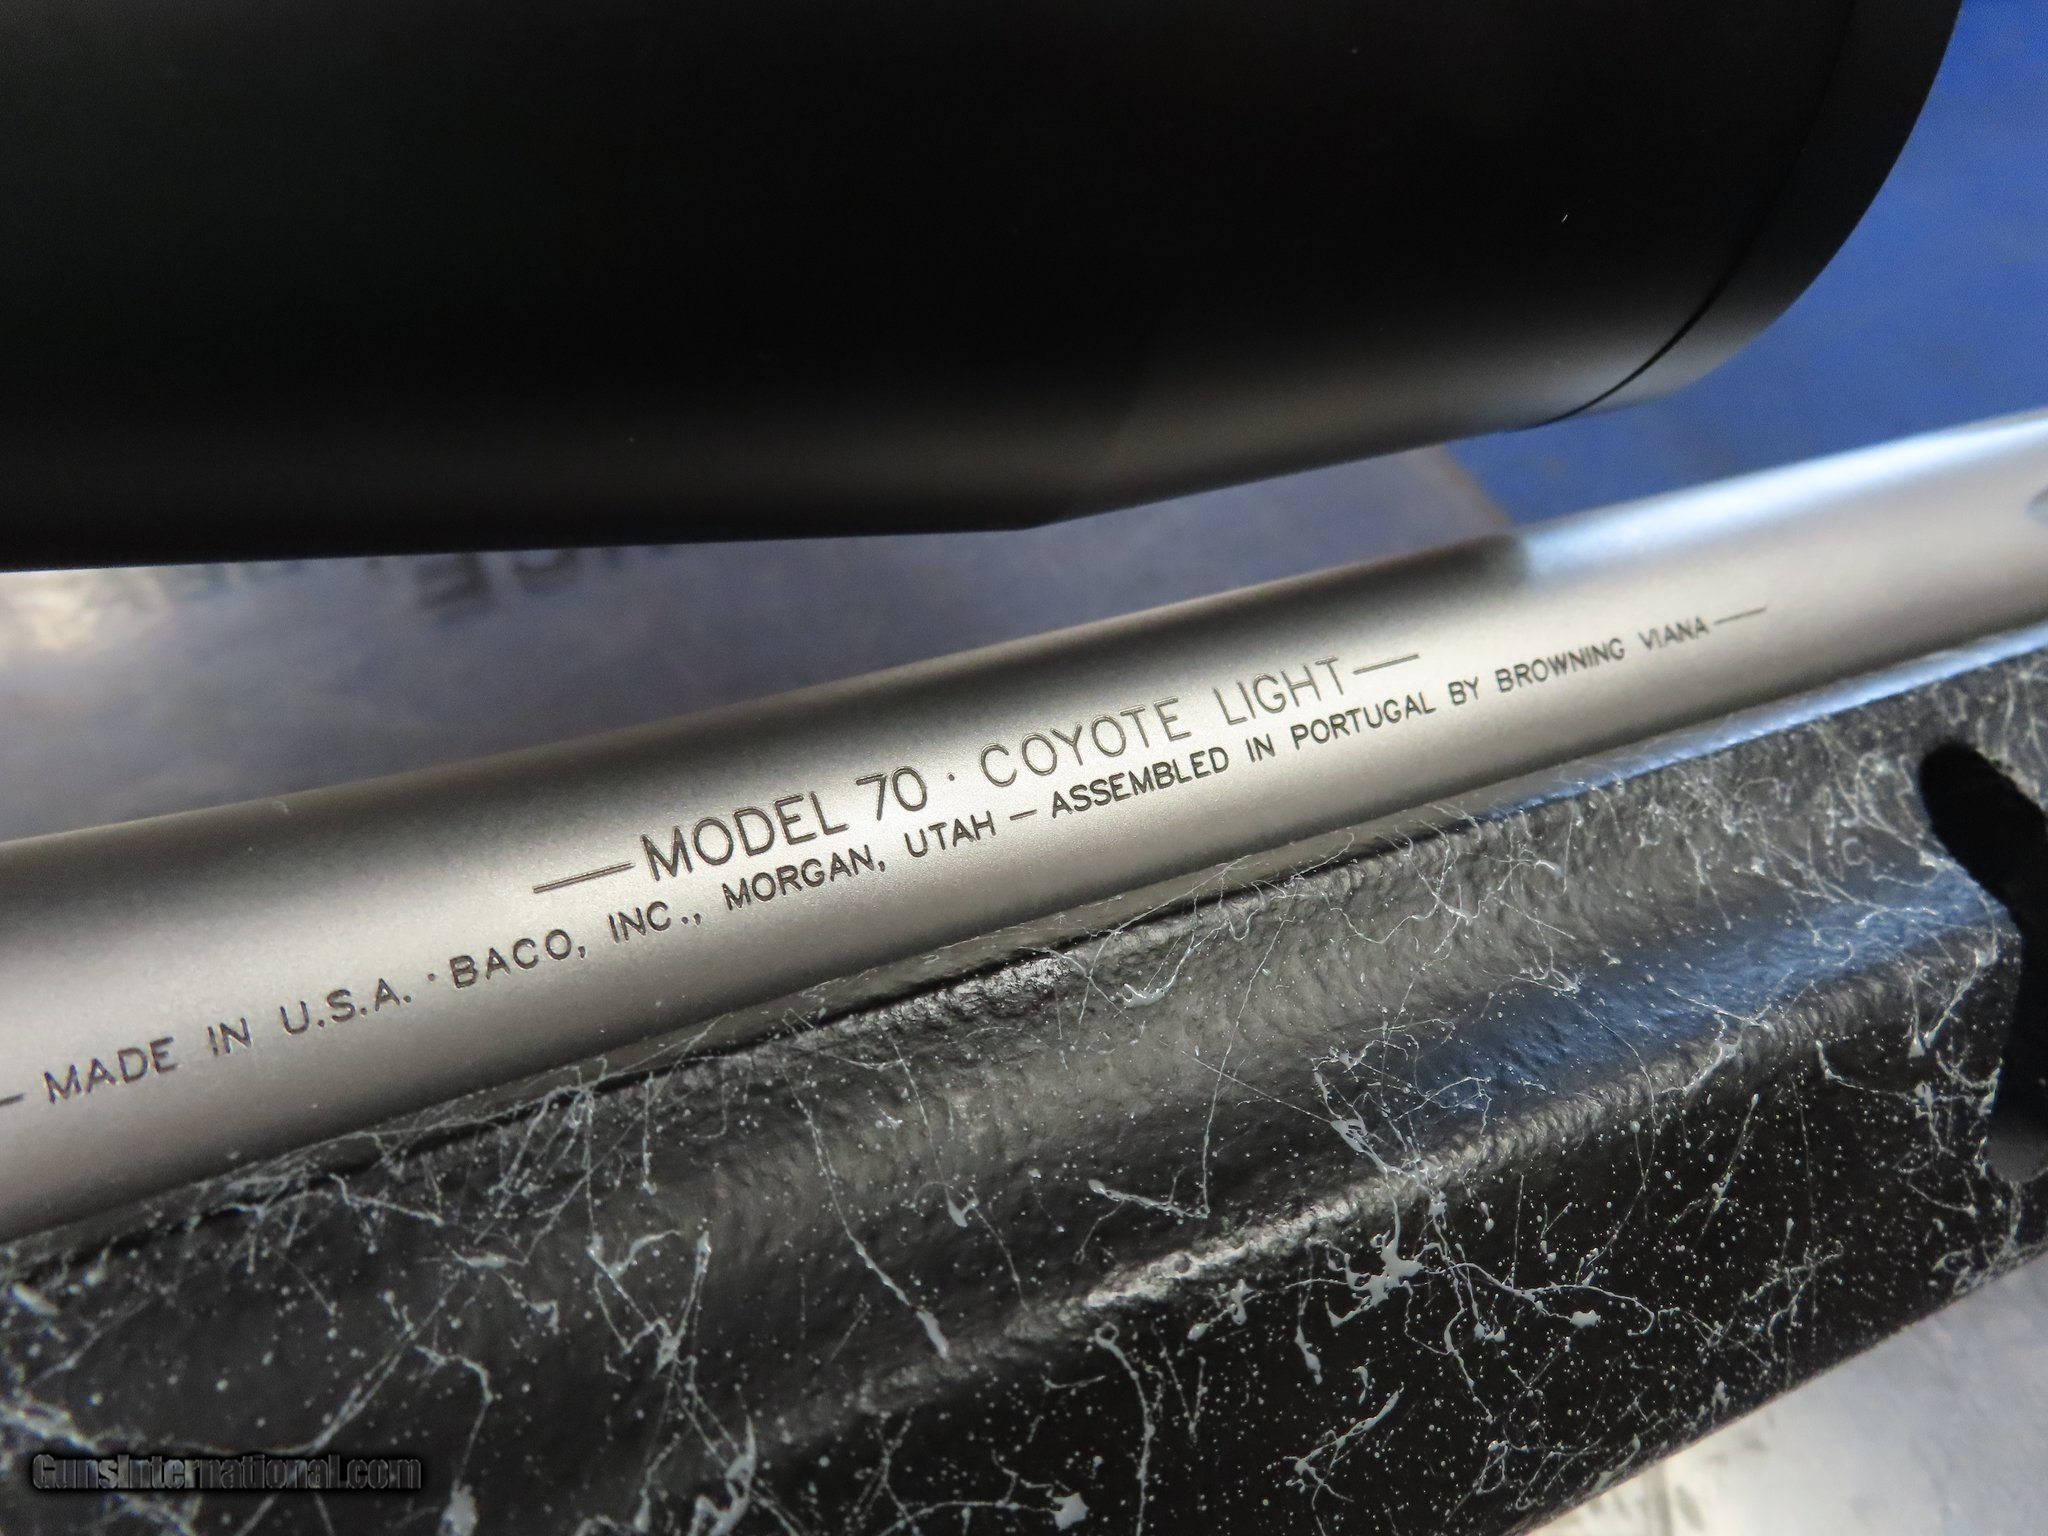 —MODEL 70 · COYOTE LIGHT—
— MADE IN U.S.A. · BACO, INC., MORGAN, UTAH — ASSEMBLED IN PORTUGAL BY BROWNING VIANA —
GunsInternational.com